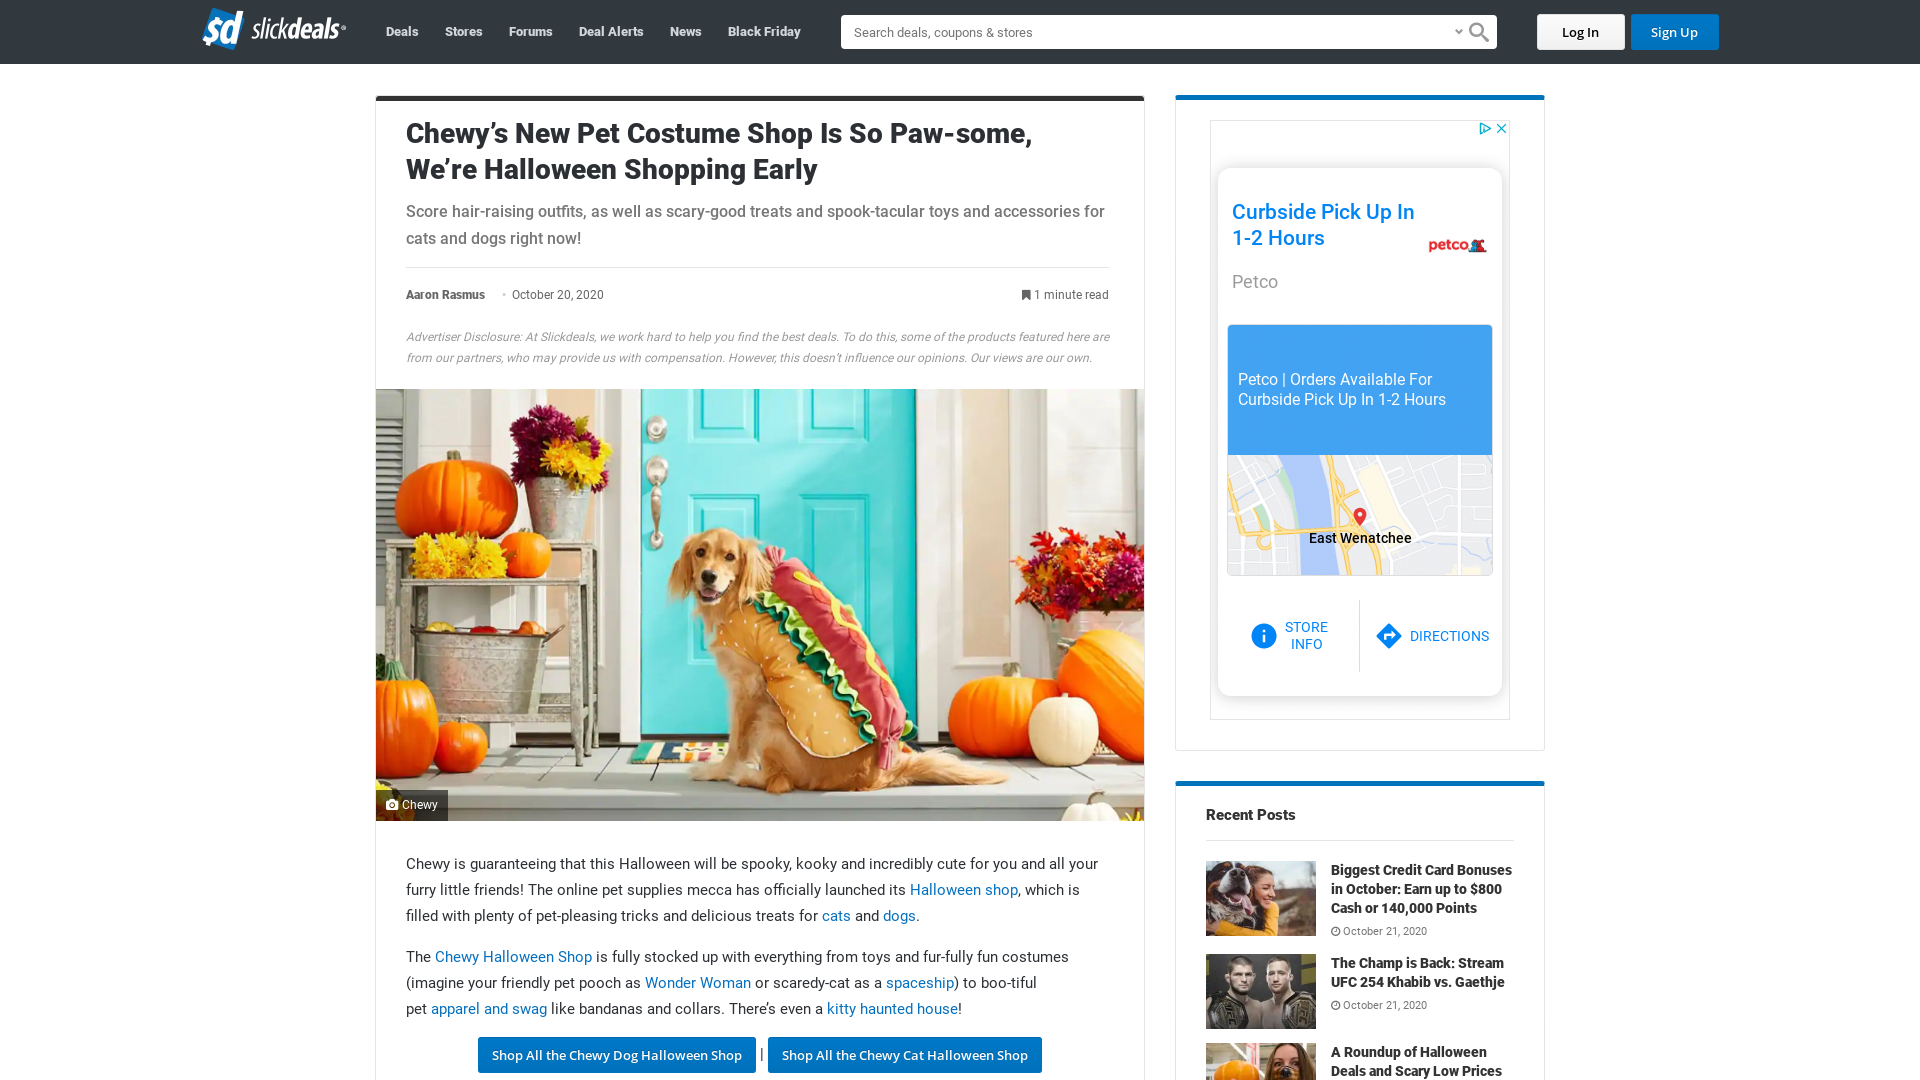 sd slickdeals
Deals
Stores
Forums
Deal Alerts
News
Black Friday
Search deals, coupons & stores
Log In
Sign Up
Chewy’s New Pet Costume Shop Is So Paw-some,
We’re Halloween Shopping Early
Score hair-raising outfits, as well as scary-good treats and spook-tacular toys and accessories for
cats and dogs right now!
Aaron Rasmus • October 20, 2020
1 minute read
Advertiser Disclosure: At Slickdeals, we work hard to help you find the best deals. To do this, some of the products featured here are
from our partners, who may provide us with compensation. However, this doesn’t influence our opinions. Our views are our own.
Chewy
Chewy is guaranteeing that this Halloween will be spooky, kooky and incredibly cute for you and all your
furry little friends! The online pet supplies mecca has officially launched its Halloween shop, which is
filled with plenty of pet-pleasing tricks and delicious treats for cats and dogs.
The Chewy Halloween Shop is fully stocked up with everything from toys and fur-fully fun costumes
(imagine your friendly pet pooch as Wonder Woman or scaredy-cat as a spaceship) to boo-tiful
pet apparel and swag like bandanas and collars. There’s even a kitty haunted house!
Shop All the Chewy Dog Halloween Shop | Shop All the Chewy Cat Halloween Shop
Curbside Pick Up In
1-2 Hours
petco
Petco
Petco | Orders Available For
Curbside Pick Up In 1-2 Hours
East Wenatchee
STORE
INFO
DIRECTIONS
Recent Posts
Biggest Credit Card Bonuses
in October: Earn up to $800
Cash or 140,000 Points
October 21, 2020
The Champ is Back: Stream
UFC 254 Khabib vs. Gaethje
October 21, 2020
A Roundup of Halloween
Deals and Scary Low Prices